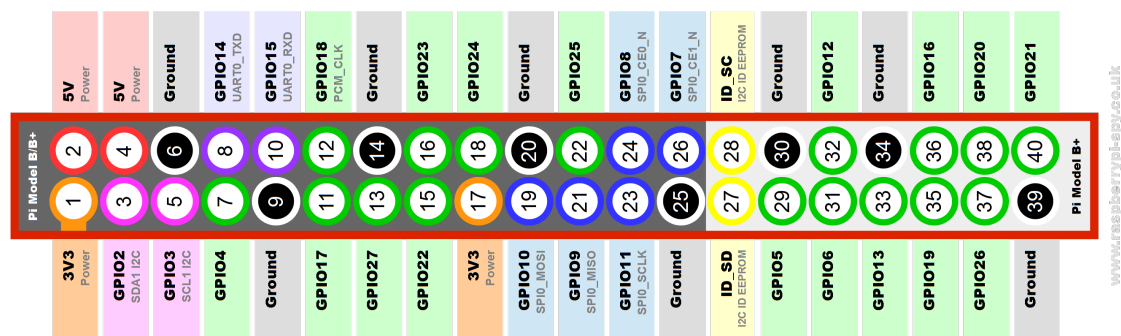 5V
Power
5V
Power
Ground
GPIO14
UART0_TXD
GPIO15
UART0_RXD
GPIO18
PCM_CLK
Ground
GPIO23
GPIO24
Ground
GPIO25
GPIO8
SPI0_CE0_N
GPIO7
SPI0_CE1_N
ID_SC
I2C ID EEPROM
Ground
GPIO12
Ground
GPIO16
GPIO20
GPIO21
Pi Model B/B+
2
4
6
8
10
12
14
16
18
20
22
24
26
28
30
32
34
36
38
40
1
3
5
7
9
11
13
15
17
19
21
23
25
27
29
31
33
35
37
39
Pi Model B+
3V3
Power
GPIO2
SDA1 I2C
GPIO3
SCL1 I2C
GPIO4
Ground
GPIO17
GPIO27
GPIO22
3V3
Power
GPIO10
SPI0_MOSI
GPIO9
SPI0_MISO
GPIO11
SPI0_SCLK
Ground
ID_SD
I2C ID EEPROM
GPIO5
GPIO6
GPIO13
GPIO19
GPIO26
Ground
www.raspberrypi-spy.co.uk